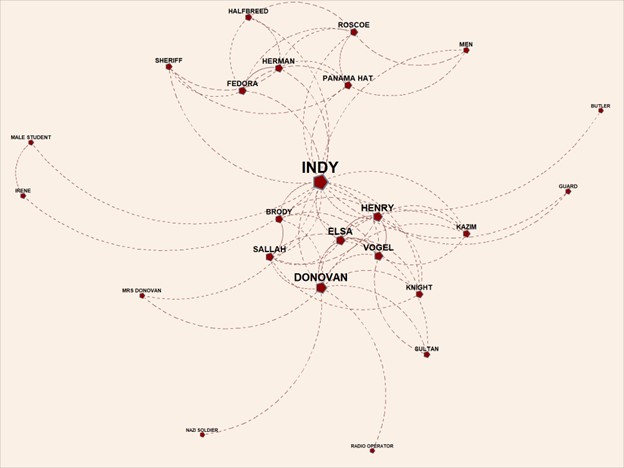 HALFBREED
ROSCOE
MEN
SHERIFF
HERMAN
FEDORA
PANAMA HAT
BUTLER
MALE STUDENT
INDY
IRENE
GUARD
BRODY
HENRY
KAZIM
ELSA
SALLAH
VOGEL
DONOVAN
KNIGHT
MRS DONOVAN
SULTAN
NAZI SOLDIER
RADIO OPERATOR